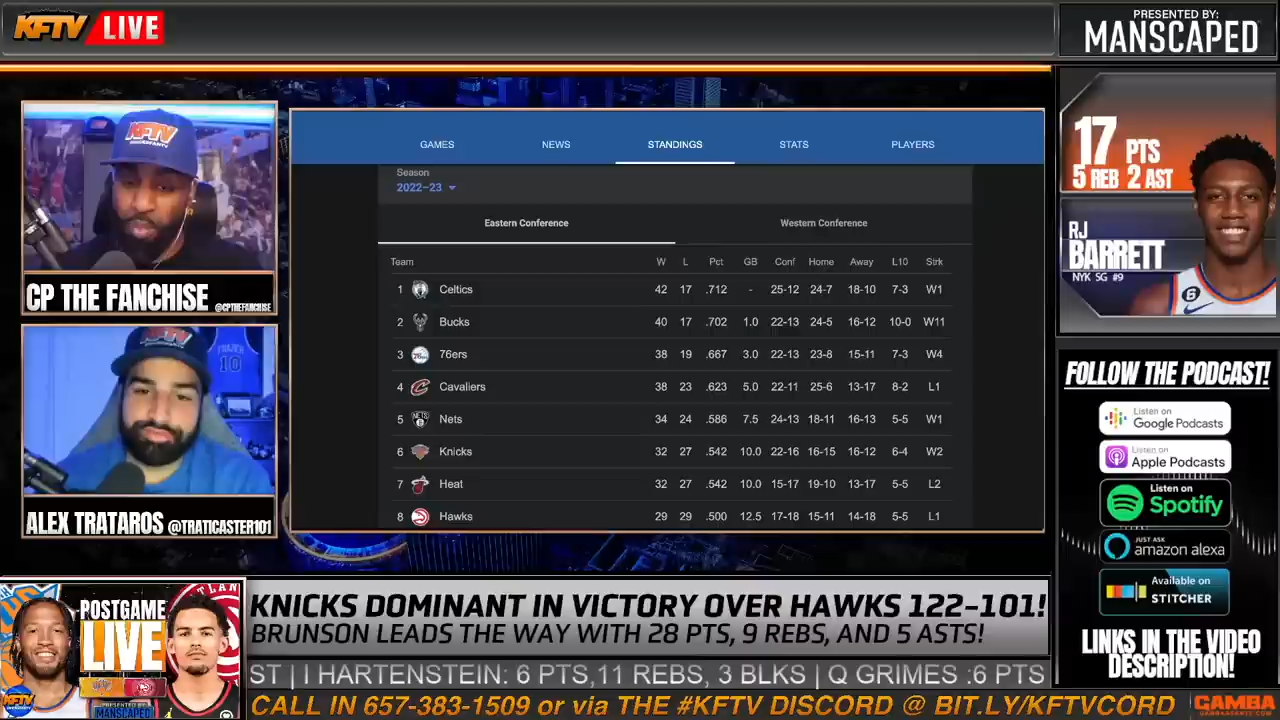 KFTV LIVE
PRESENTED BY:
MANSCAPED
KFTV
CP THE FANCHISE @CPTHEFANCHISE
10
ALEX TRATAROS @TRATICASTER101
GAMES NEWS STANDINGS STATS PLAYERS
Season
2022-23
Eastern Conference Western Conference
Team W L Pct GB Conf Home Away L10 Strk
1 Celtics 42 17 .712 - 25-12 24-7 18-10 7-3 W1
2 Bucks 40 17 .702 1.0 22-13 24-5 16-12 10-0 W11
3 76ers 38 19 .667 3.0 22-13 23-8 15-11 7-3 W4
4 Cavaliers 38 23 .623 5.0 22-11 25-6 13-17 8-2 L1
5 Nets 34 24 .586 7.5 24-13 18-11 16-13 5-5 W1
6 Knicks 32 27 .542 10.0 22-16 16-15 16-12 6-4 W2
7 Heat 32 27 .542 10.0 15-17 19-10 13-17 5-5 L2
8 Hawks 29 29 .500 12.5 17-18 15-11 14-18 5-5 L1
17 PTS
5 REB 2 AST
RJ
BARRETT
NYK SG #9
6
FOLLOW THE PODCAST!
Listen on
Google Podcasts
Listen on
Apple Podcasts
Listen on
Spotify
JUST ASK
amazon alexa
Available on
STITCHER
LINKS IN THE VIDEO
DESCRIPTION!
POSTGAME
LIVE
PRESENTED BY:
MANSCAPED
KFTV
KNICKS DOMINANT IN VICTORY OVER HAWKS 122-101!
BRUNSON LEADS THE WAY WITH 28 PTS, 9 REBS, AND 5 ASTS!
ST | I HARTENSTEIN: 6 PTS,11 REBS, 3 BLKS, Q GRIMES :6 PTS
CALL IN 657-383-1509 or via THE #KFTV DISCORD @ BIT.LY/KFTVCORD
GAMBA